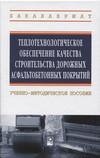 БАКАЛАВРИАТ
ТЕПЛОТЕХНОЛОГИЧЕСКОЕ
ОБЕСПЕЧЕНИЕ КАЧЕСТВА
СТРОИТЕЛЬСТВА ДОРОЖНЫХ
АСФАЛЬТОБЕТОННЫХ ПОКРЫТИЙ
УЧЕБНО-МЕТОДИЧЕСКОЕ ПОСОБИЕ